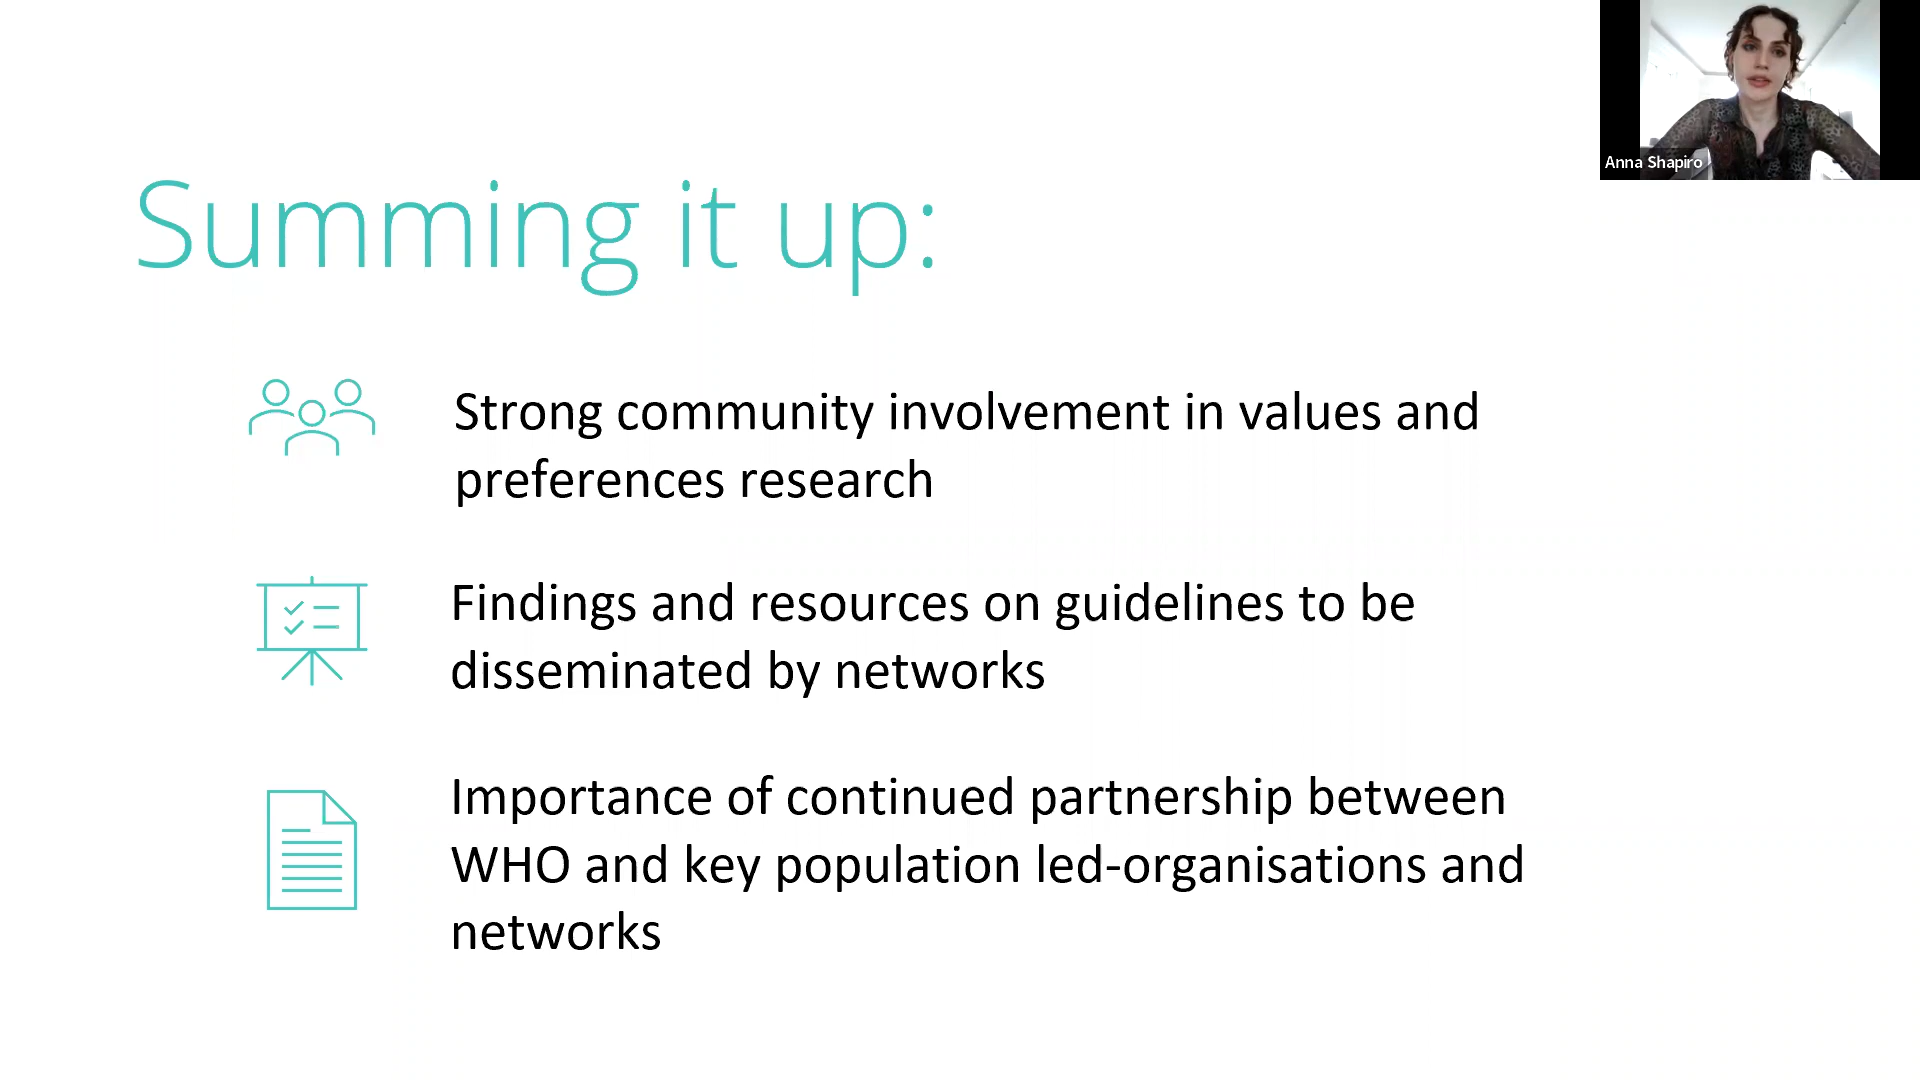 Summing it up:
Strong community involvement in values and
preferences research
Findings and resources on guidelines to be
disseminated by networks
Importance of continued partnership between
WHO and key population led-organisations and
networks
Anna Shapiro